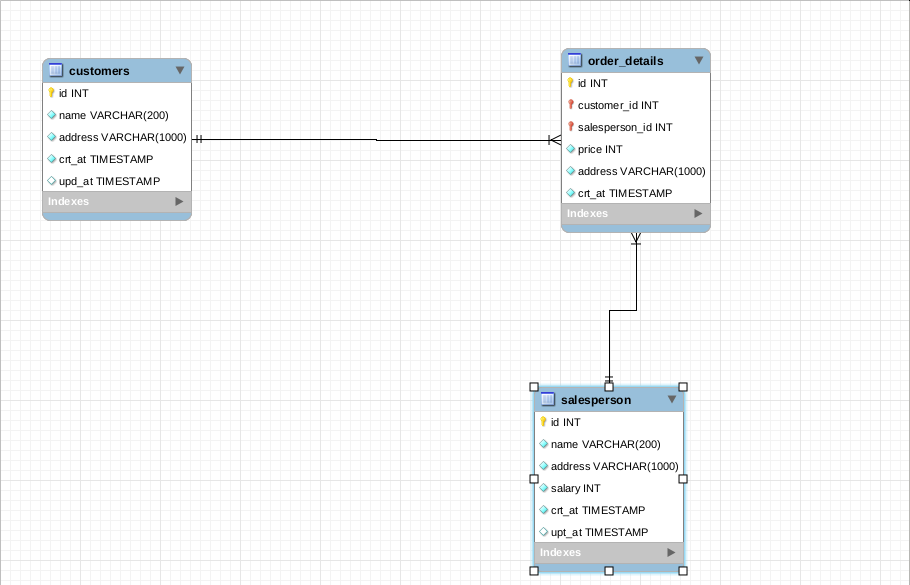 customers
id INT
name VARCHAR(200)
address VARCHAR(1000)
crt_at TIMESTAMP
upd_at TIMESTAMP
Indexes
order_details
id INT
customer_id INT
salesperson_id INT
price INT
address VARCHAR(1000)
crt_at TIMESTAMP
Indexes
salesperson
id INT
name VARCHAR(200)
address VARCHAR(1000)
salary INT
crt_at TIMESTAMP
upt_at TIMESTAMP
Indexes